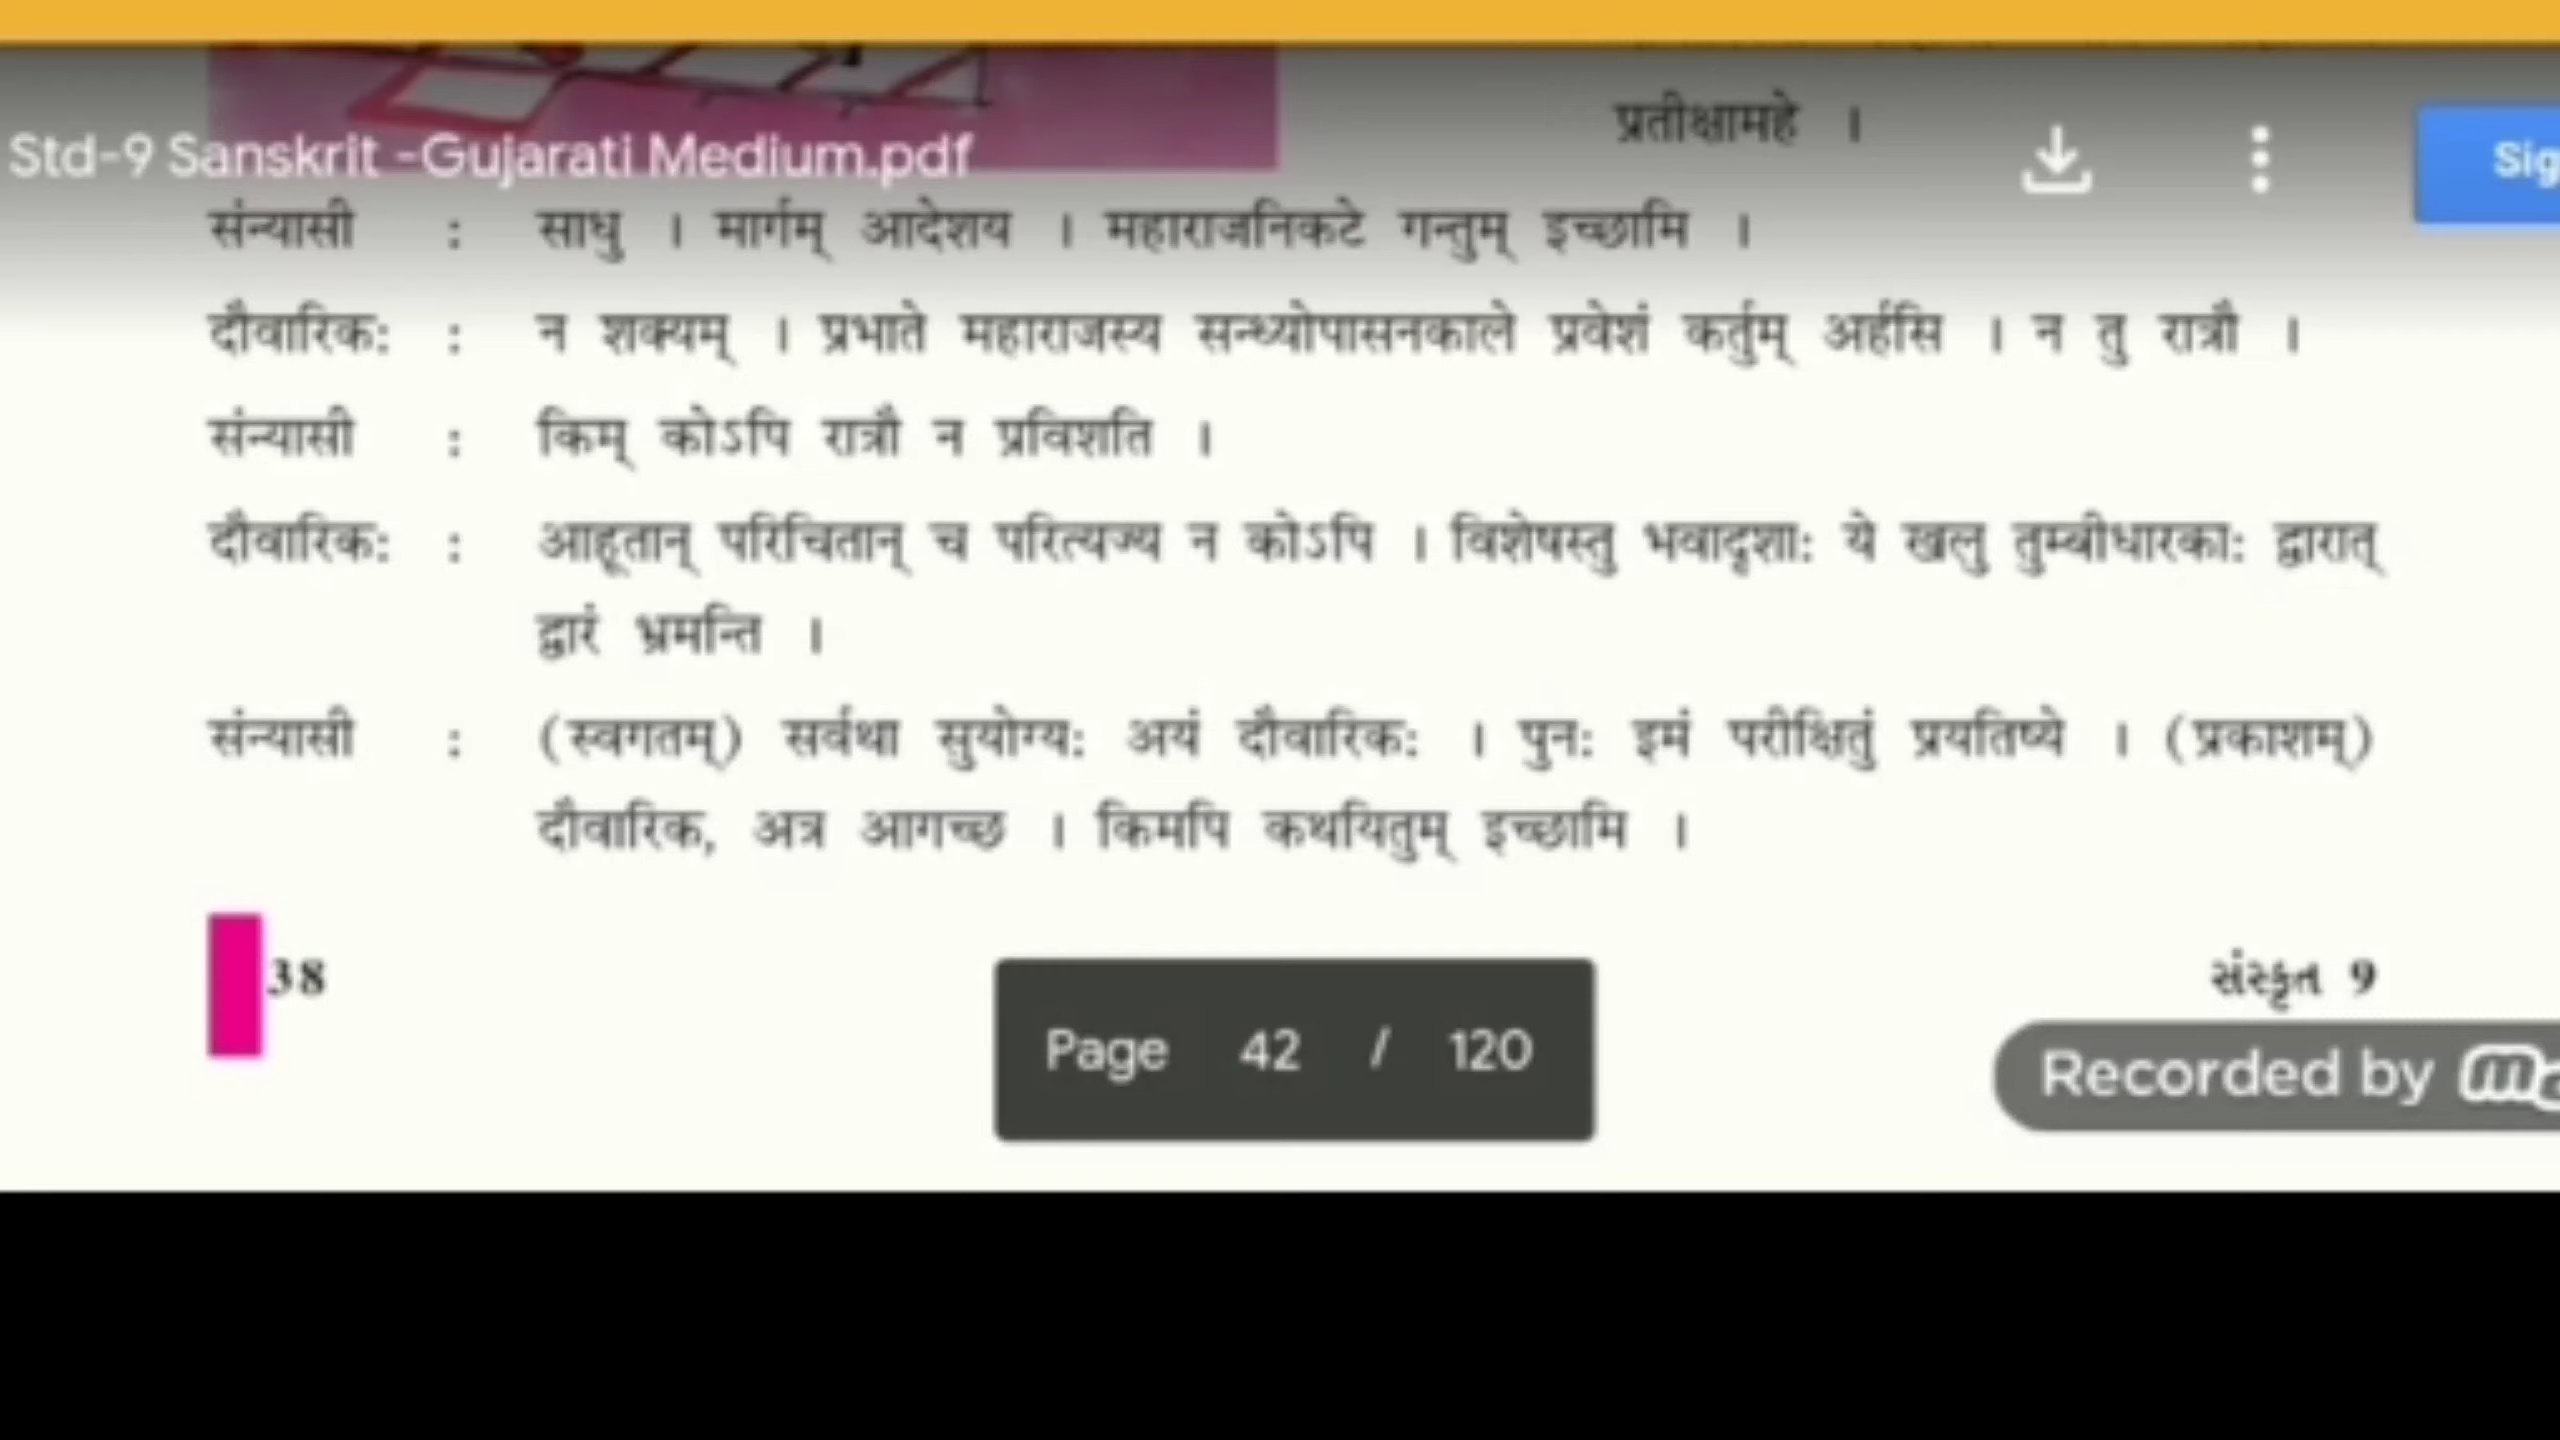 प्रतीक्षामहे ।
Std-9 Sanskrit -Gujarati Medium.pdf
Sig
संन्यासी : साधु । मार्गम् आदेशय । महाराजनिकटे गन्तुम् इच्छामि ।
दौवारिक: : न शक्यम् । प्रभाते महाराजस्य सन्ध्योपासनकाले प्रवेशं कर्तुम् अर्हसि । न तु रात्रौ ।
संन्यासी : किम् कोऽपि रात्रौ न प्रविशति ।
दौवारिक: : आहूतान् परिचितान् च परित्यज्य न कोऽपि । विशेषस्तु भवादृशा: ये खलु तुम्बीधारका: द्वारात्
द्वारं भ्रमन्ति ।
संन्यासी : (स्वगतम्) सर्वथा सुयोग्य: अयं दौवारिक: । पुन: इमं परीक्षितुं प्रयतिष्ये । (प्रकाशम्)
दौवारिक, अत्र आगच्छ । किमपि कथयितुम् इच्छामि ।
38
સંસ્કૃત 9
Page 42 / 120
Recorded by